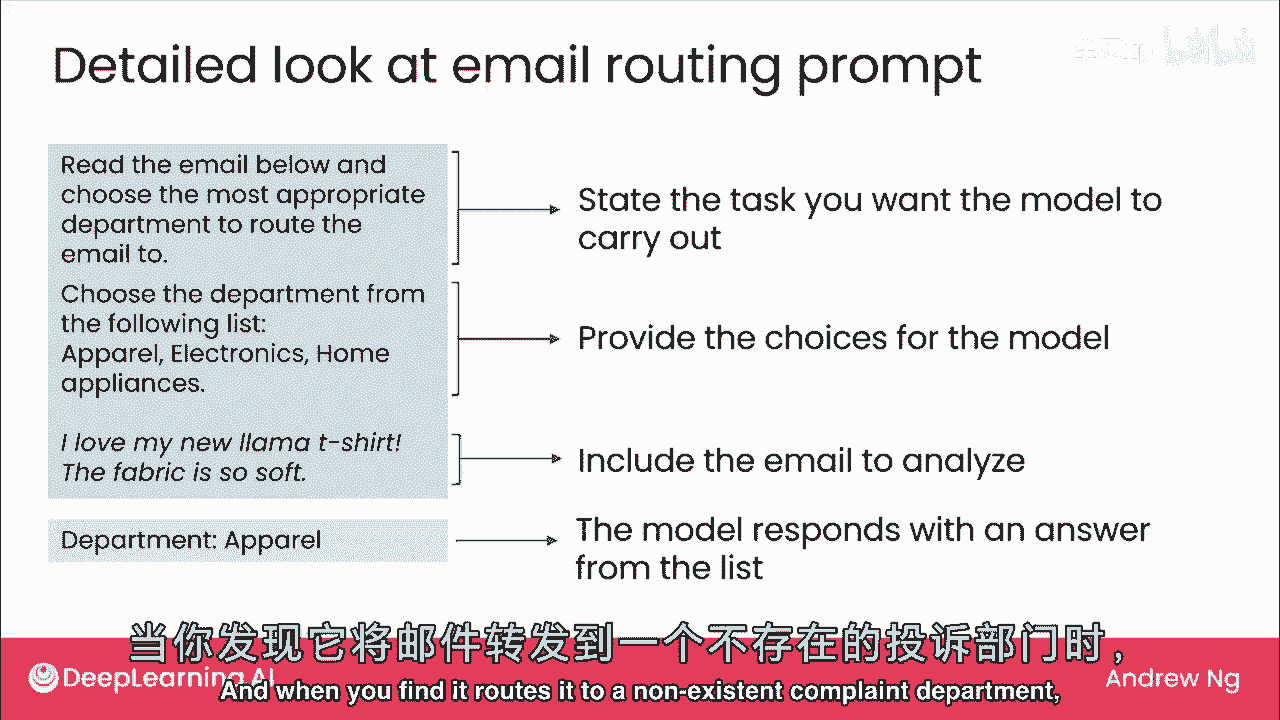 Detailed look at email routing prompt
Read the email below and
choose the most appropriate
department to route the
email to.
State the task you want the model to
carry out
Choose the department from
the following list:
Apparel, Electronics, Home
appliances.
Provide the choices for the model
I love my new llama t-shirt!
The fabric is so soft.
Include the email to analyze
Department: Apparel
The model responds with an answer
from the list
当你发现它将邮件转发到一个不存在的投诉部门时，
DeepLearning.AI
And when you find it routes it to a non-existent complaint department,
Andrew Ng